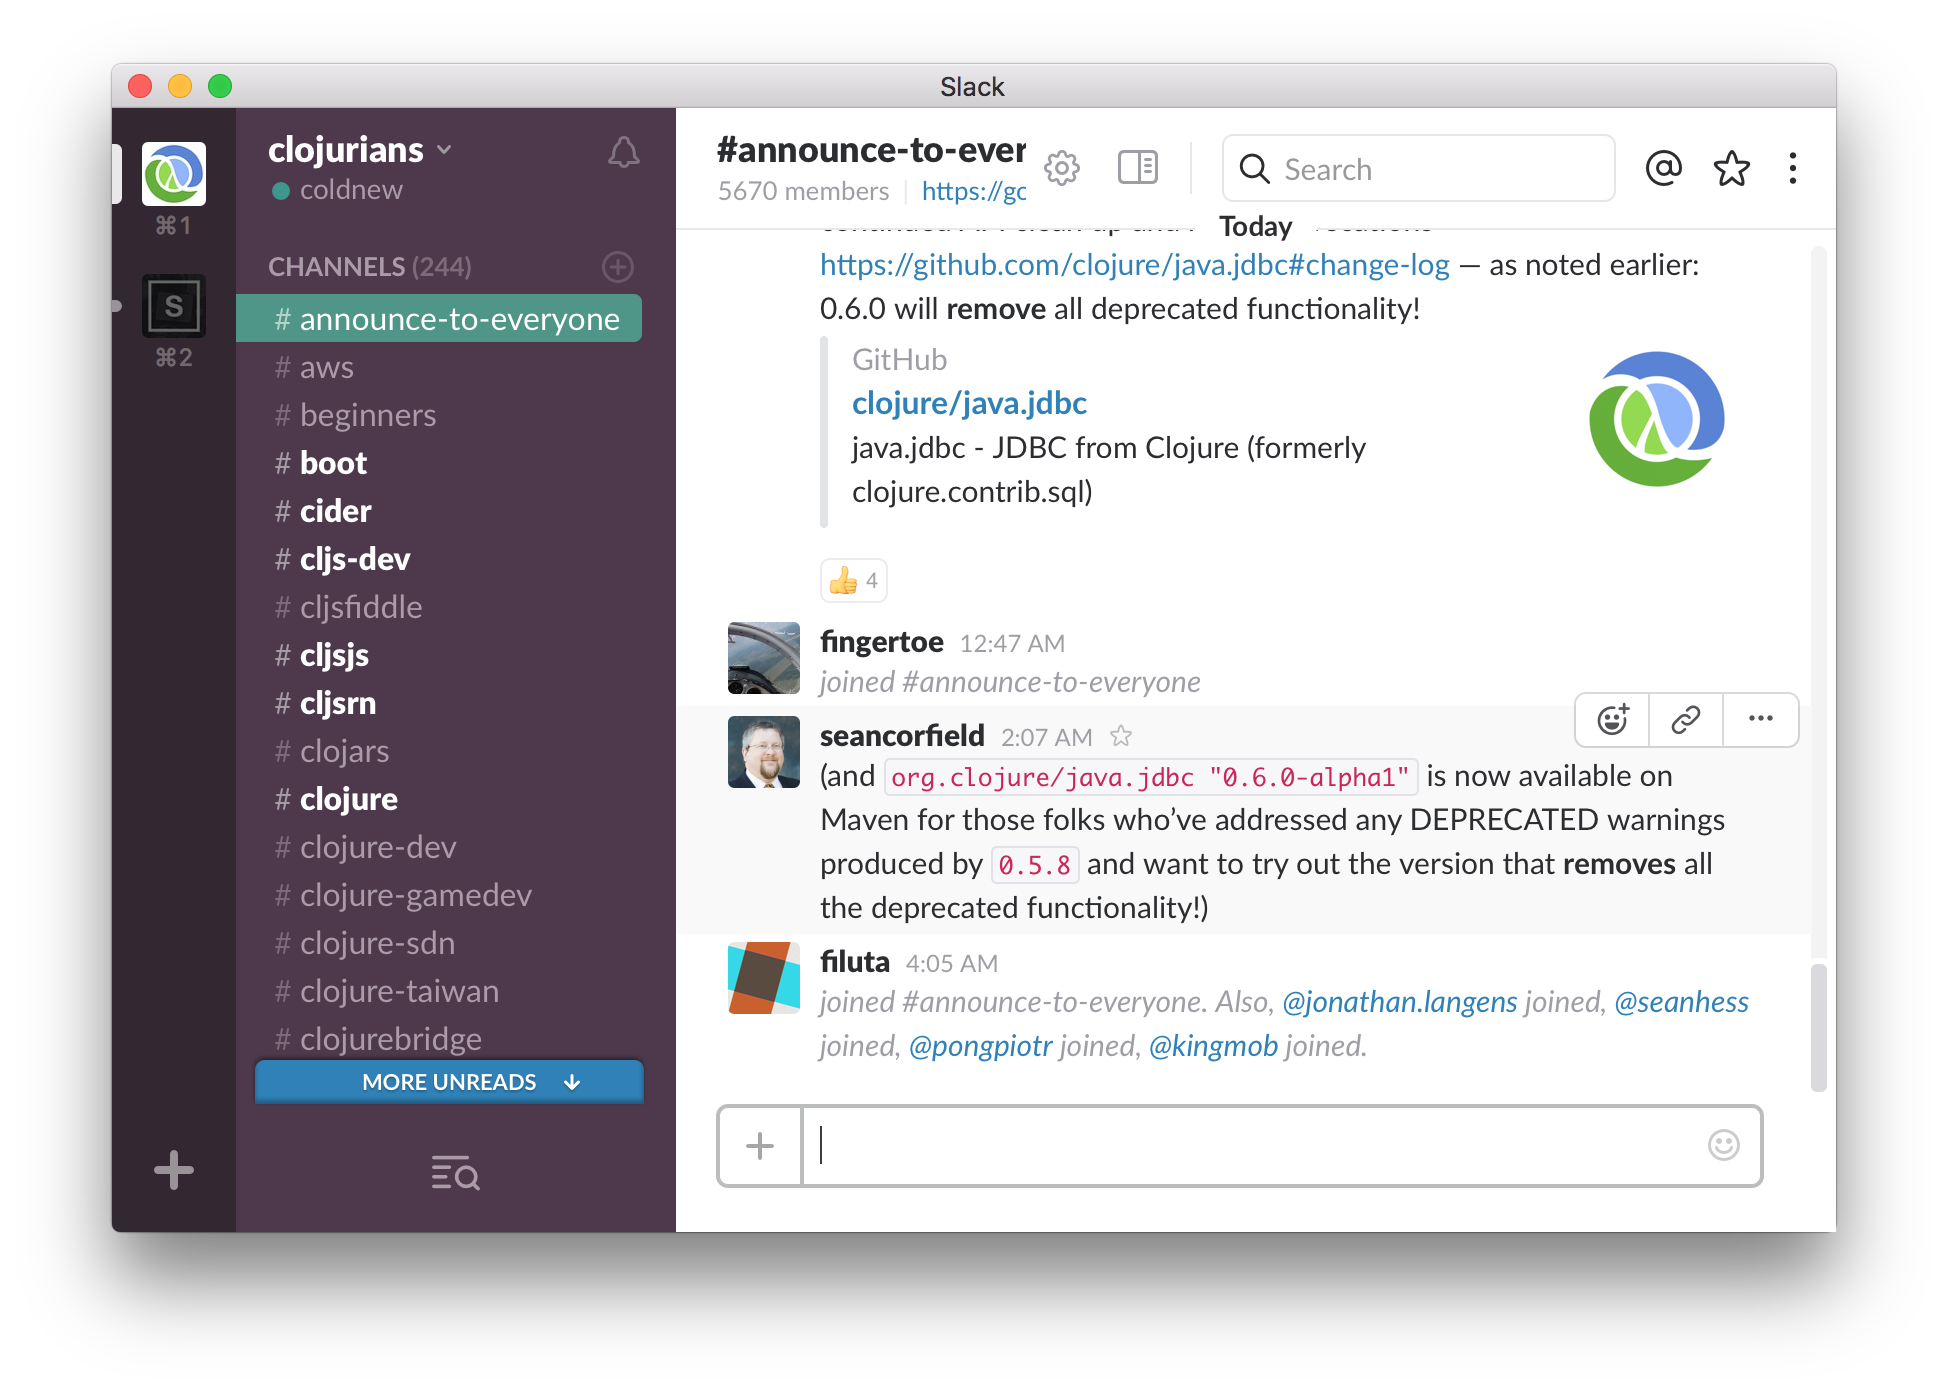 Slack
⌘1
S
⌘2
clojurians
coldnew
CHANNELS (244)
# announce-to-everyone
# aws
# beginners
# boot
# cider
# cljs-dev
# cljsfiddle
# cljsjs
# cljsrn
# clojars
# clojure
# clojure-dev
# clojure-gamedev
# clojure-sdn
# clojure-taiwan
# clojurebridge
MORE UNREADS ↓
#announce-to-ever
5670 members https://gc
Search
Today
https://github.com/clojure/java.jdbc#change-log — as noted earlier:
0.6.0 will remove all deprecated functionality!
GitHub
clojure/java.jdbc
java.jdbc - JDBC from Clojure (formerly
clojure.contrib.sql)
4
fingertoe 12:47 AM
joined #announce-to-everyone
seancorfield 2:07 AM
(and org.clojure/java.jdbc "0.6.0-alpha1" is now available on
Maven for those folks who’ve addressed any DEPRECATED warnings
produced by 0.5.8 and want to try out the version that removes all
the deprecated functionality!)
filuta 4:05 AM
joined #announce-to-everyone. Also, @jonathan.langens joined, @seanhess
joined, @pongpiotr joined, @kingmob joined.